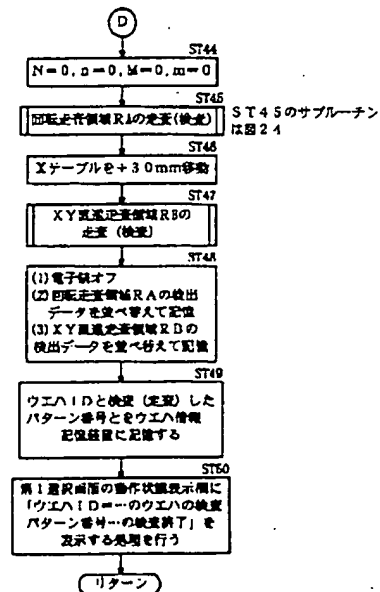 D
ST44
N=0, n=0, M=0, m=0
ST45
回転走査領域RAの走査(検査)
ST45のサブルーチン
は図24
ST46
Xテーブルを+30mm移動
ST47
XY直進走査領域RBの
走査(検査)
ST48
(1)電子線オフ
(2)回転走査領域RAの検出
データを並べ替えて記憶
(3)XY直進走査領域RBの
検出データを並べ替えて記憶
ST49
ウエハIDと検査(走査)した
パターン番号とをウエハ情報
記憶装置に記憶する
ST50
第1選択画面の動作状態表示欄に
「ウエハID=…のウエハの検査
パターン番号…の検査終了」を
表示する処理を行う
リターン